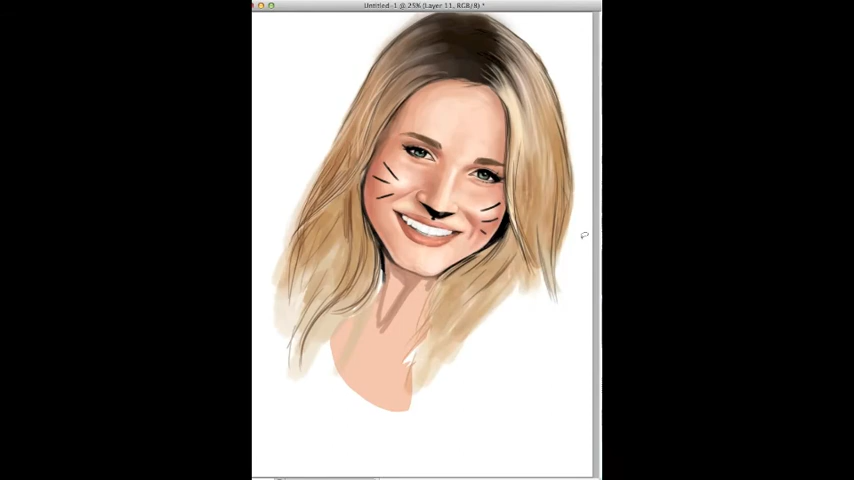 Untitled-1 @ 25% (Layer 11, RGB/8) *